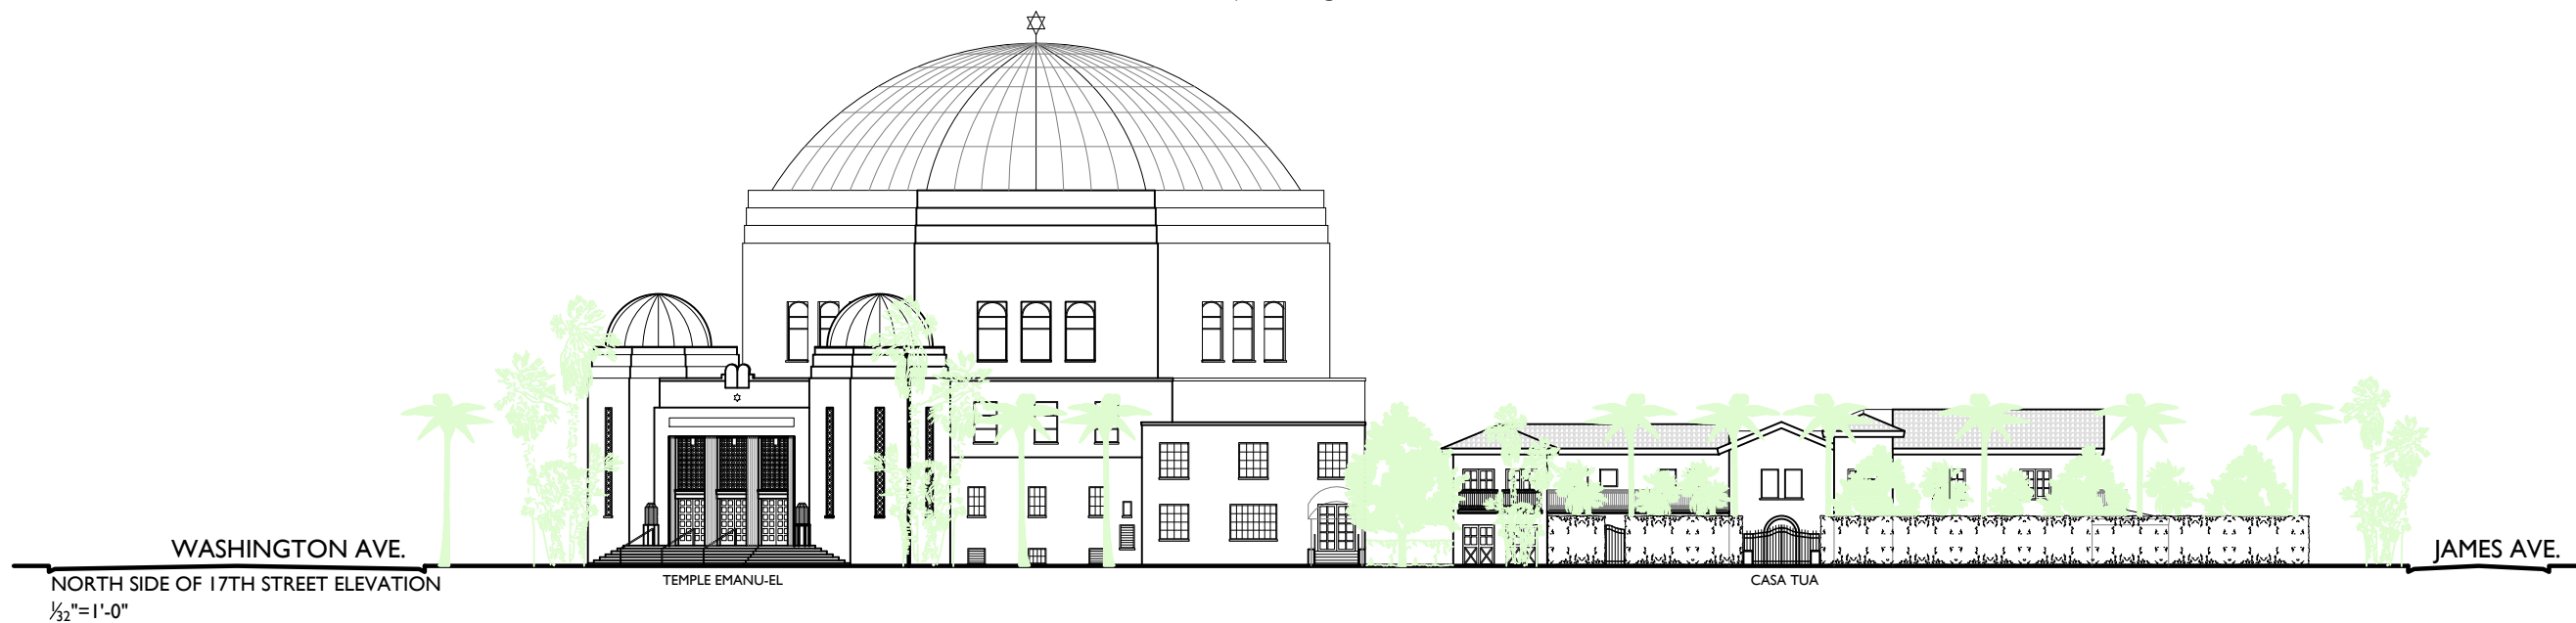 WASHINGTON AVE.
JAMES AVE.
NORTH SIDE OF 17TH STREET ELEVATION
TEMPLE EMANU-EL
CASA TUA
1/32"=1'-0"